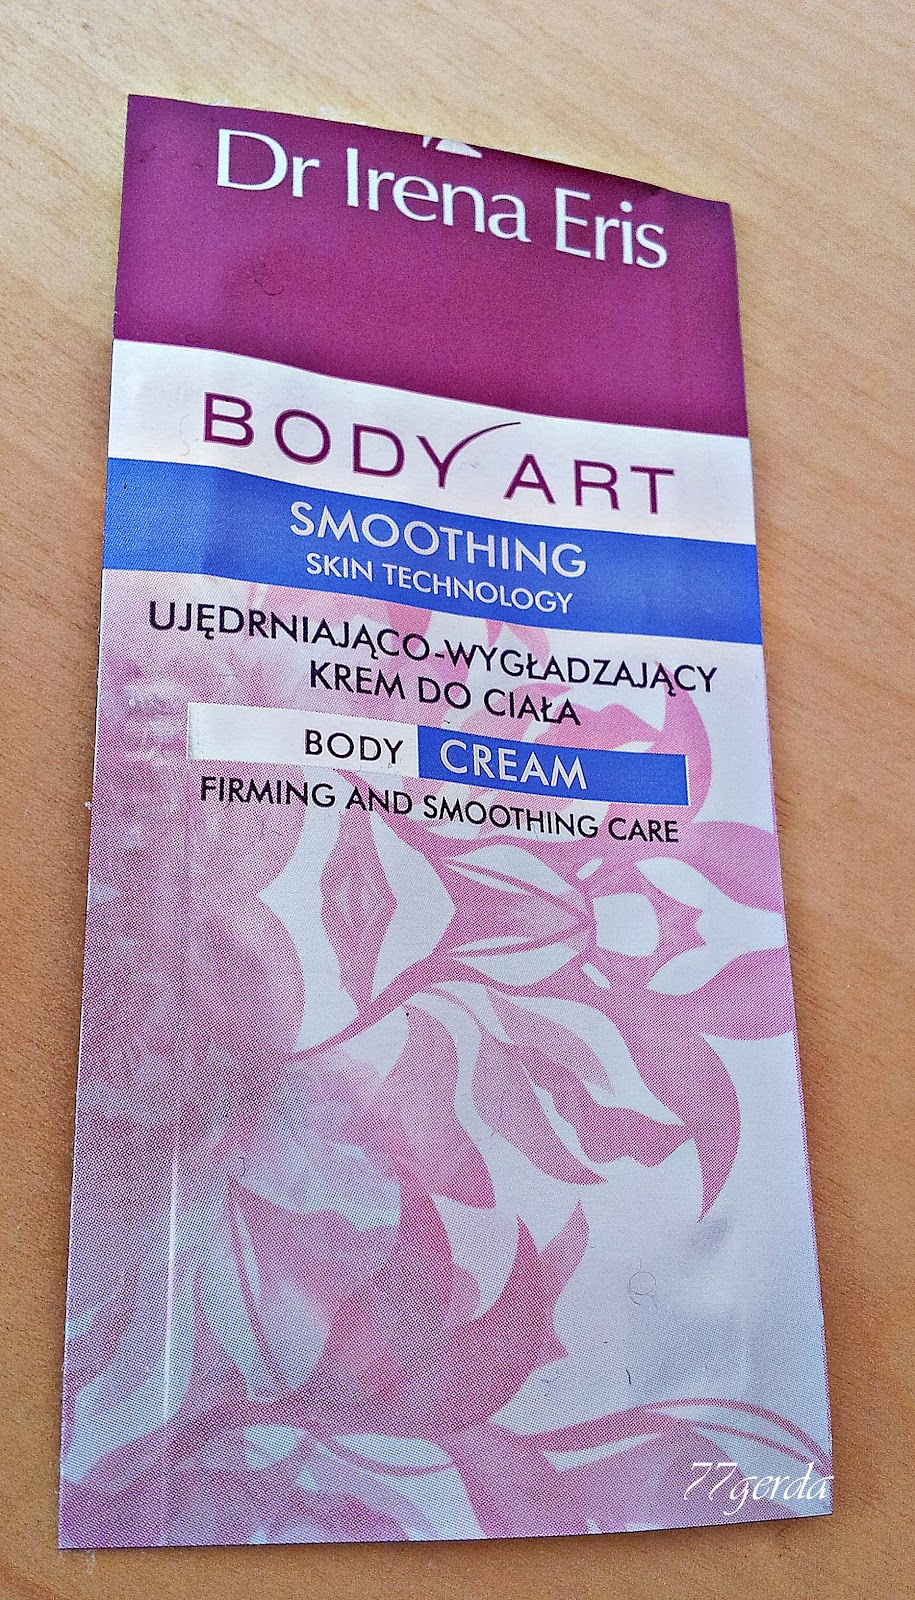 Dr Irena Eris
BODY ART
SMOOTHING
SKIN TECHNOLOGY
UJĘDRNIAJĄCO-WYGŁADZAJĄCY
KREM DO CIAŁA
BODY CREAM
FIRMING AND SMOOTHING CARE
77gerda